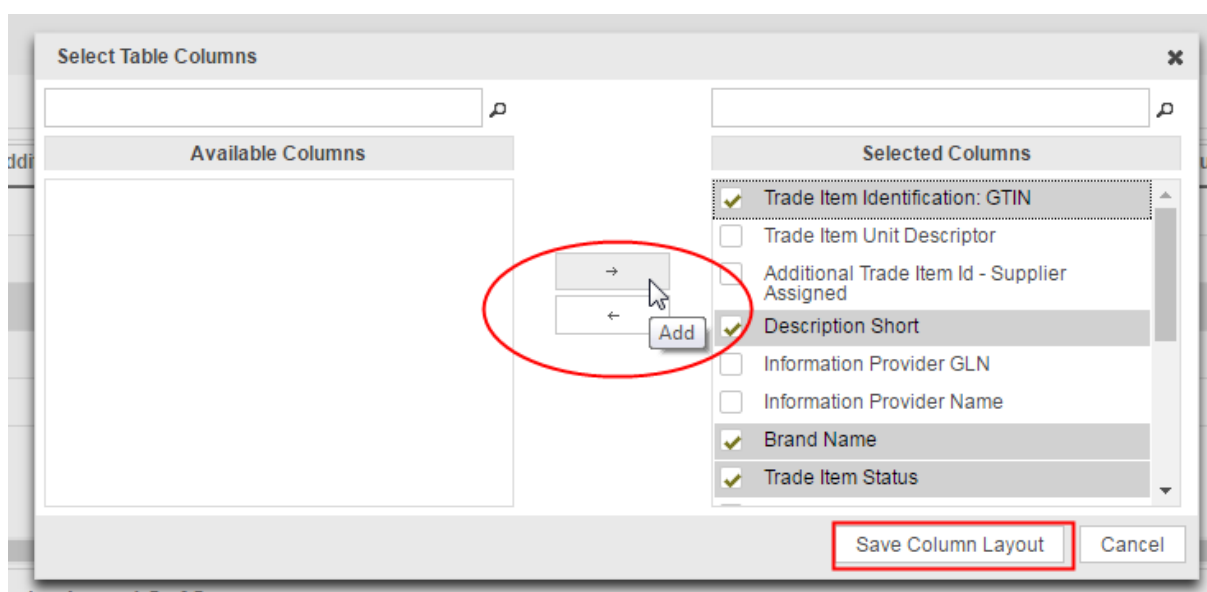 Select Table Columns
Available Columns
Selected Columns
Trade Item Identification: GTIN
Trade Item Unit Descriptor
Additional Trade Item Id - Supplier
Assigned
→
←
Add
Description Short
Information Provider GLN
Information Provider Name
Brand Name
Trade Item Status
Save Column Layout
Cancel